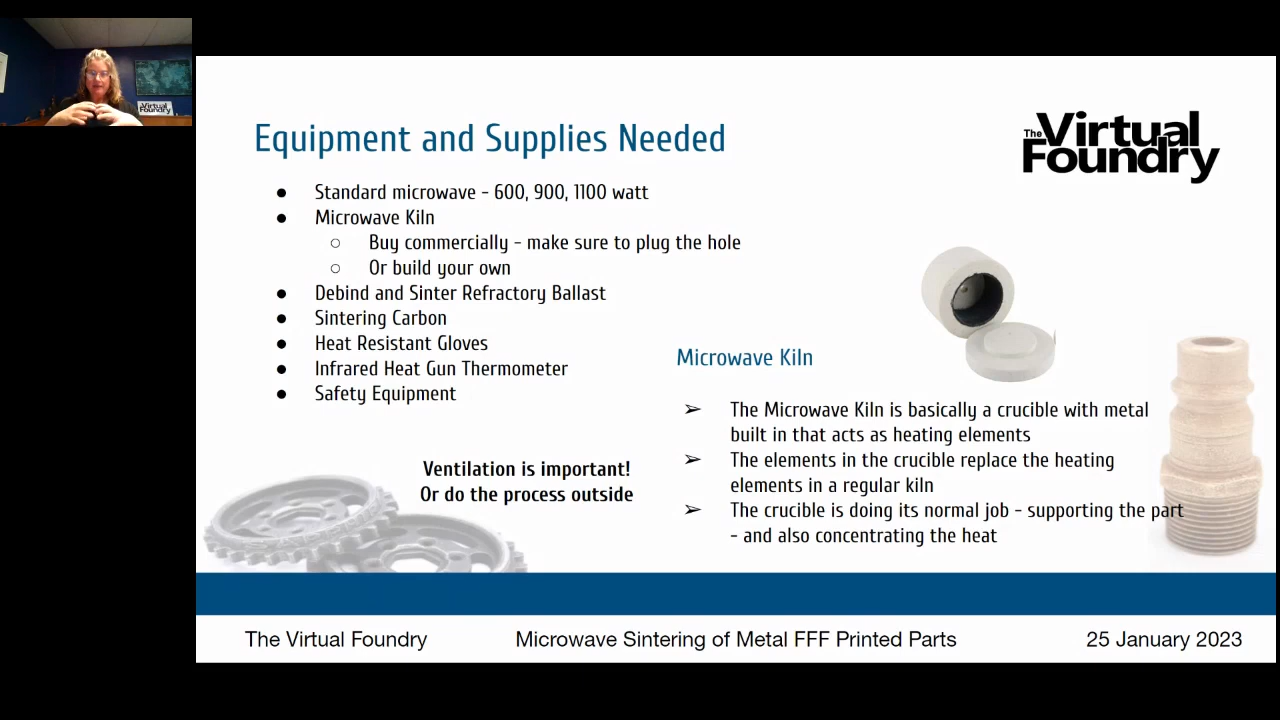 Virtual
Foundry
Equipment and Supplies Needed
The Virtual
Foundry
● Standard microwave - 600, 900, 1100 watt
● Microwave Kiln
○ Buy commercially - make sure to plug the hole
○ Or build your own
● Debind and Sinter Refractory Ballast
● Sintering Carbon
● Heat Resistant Gloves
● Infrared Heat Gun Thermometer
● Safety Equipment
Ventilation is important!
Or do the process outside
Microwave Kiln
➢ The Microwave Kiln is basically a crucible with metal
built in that acts as heating elements
➢ The elements in the crucible replace the heating
elements in a regular kiln
➢ The crucible is doing its normal job - supporting the part
- and also concentrating the heat
The Virtual Foundry
Microwave Sintering of Metal FFF Printed Parts
25 January 2023